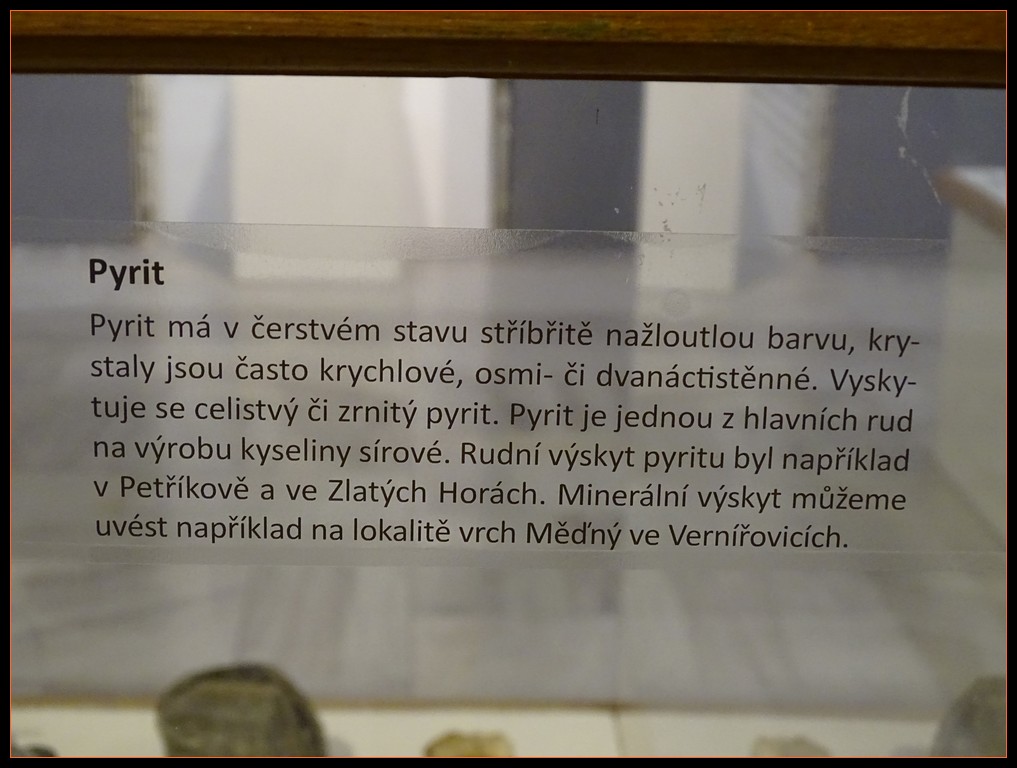 Pyrit
Pyrit má v čerstvém stavu stříbřitě nažloutlou barvu, kry-
staly jsou často krychlové, osmi- či dvanáctistěnné. Vysky-
tuje se celistvý či zrnitý pyrit. Pyrit je jednou z hlavních rud
na výrobu kyseliny sírové. Rudní výskyt pyritu byl například
v Petříkově a ve Zlatých Horách. Minerální výskyt můžeme
uvést například na lokalitě vrch Měďný ve Vernířovicích.